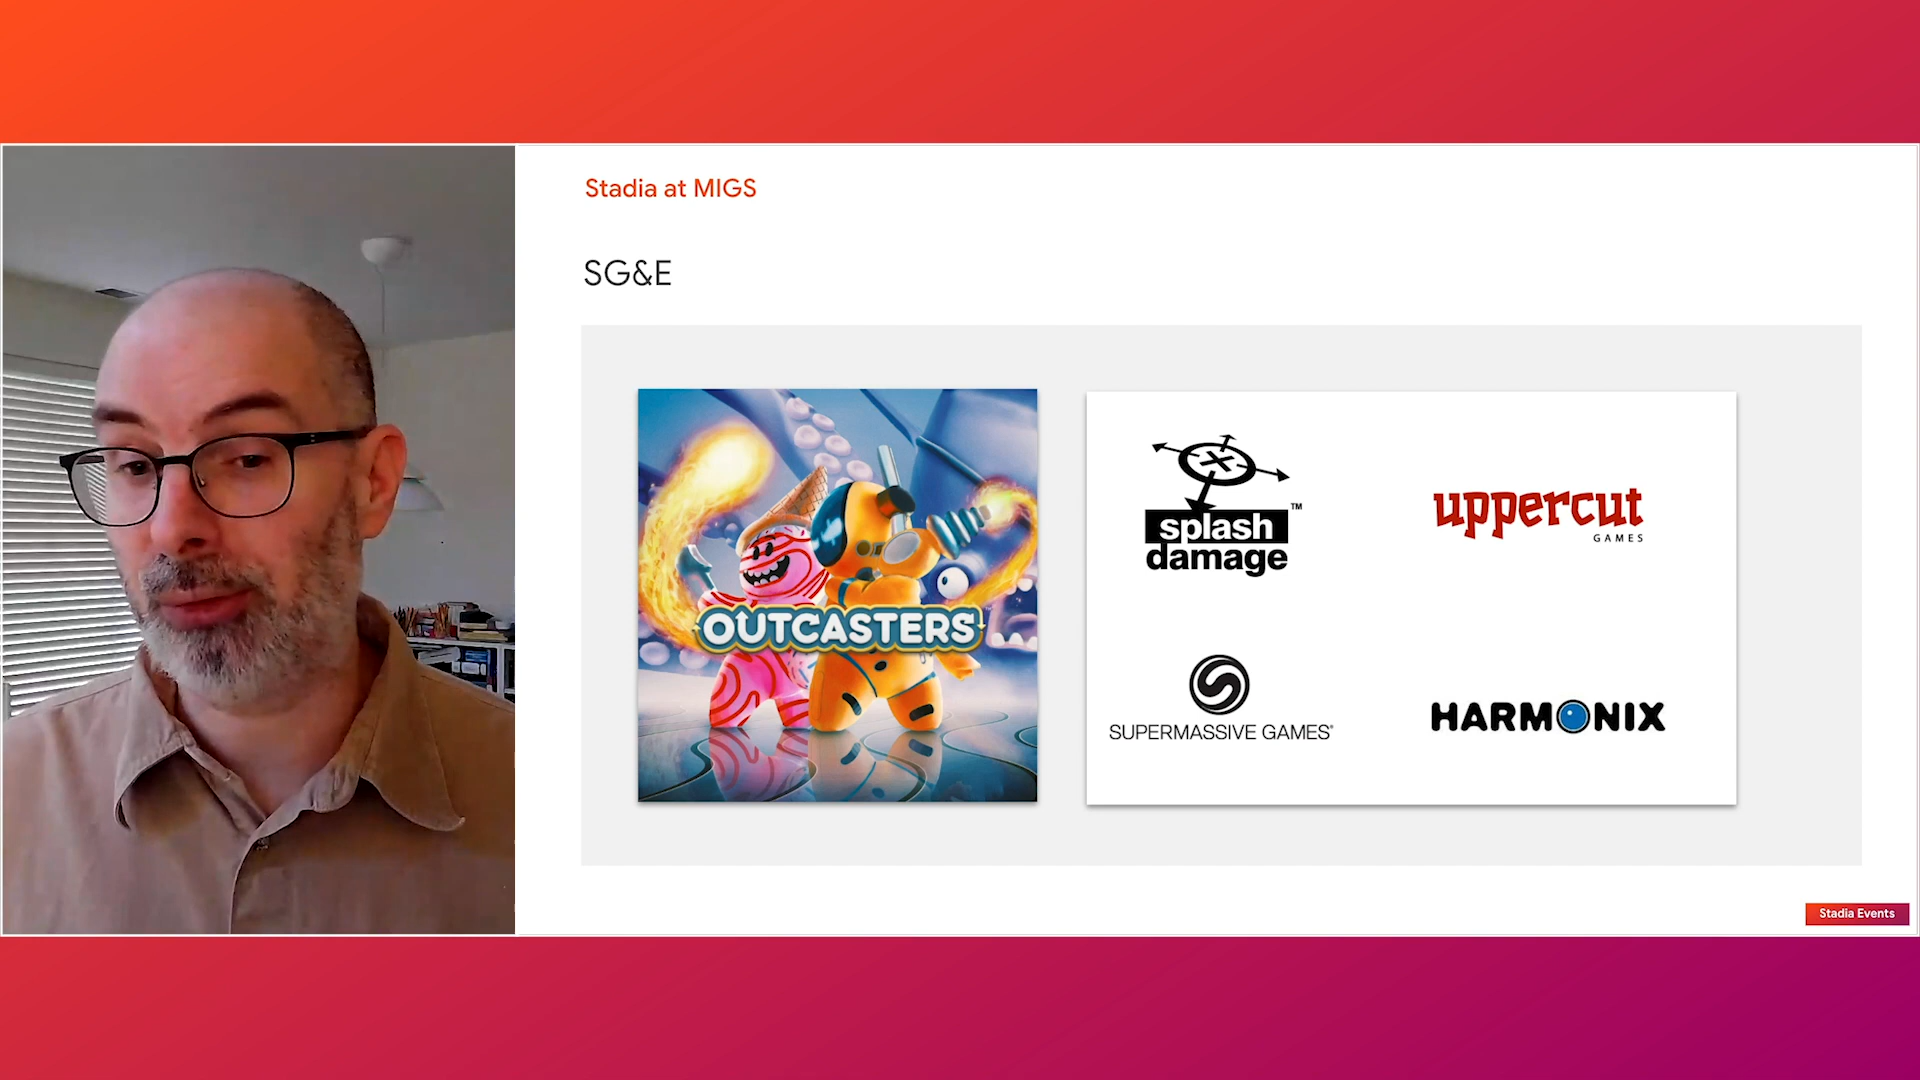 Stadia at MIGS
SG&E
OUTCASTERS
splash
damage
™
uppercut
GAMES
SUPERMASSIVE GAMES®
HARMONIX
Stadia Events